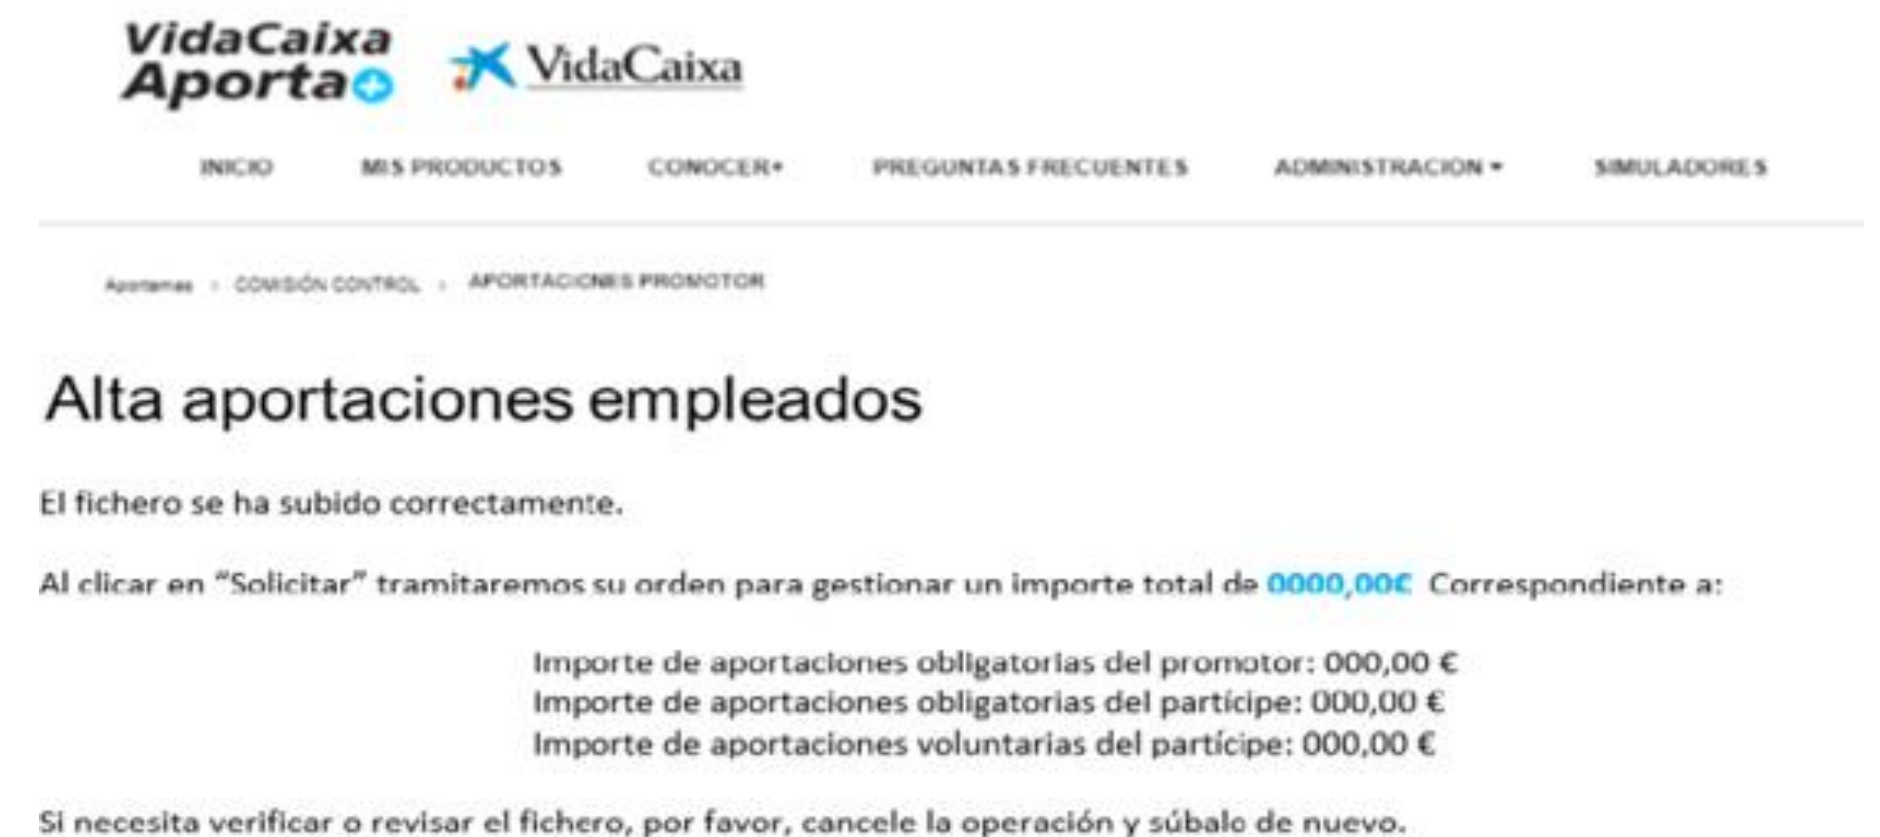 VidaCaixa
Aporta+
VidaCaixa
INICIO MIS PRODUCTOS CONOCER+ PREGUNTAS FRECUENTES ADMINISTRACION SIMULADORES
Aportamas > COMISIÓN CONTROL > APORTACIONES PROMOTOR
Alta aportaciones empleados
El fichero se ha subido correctamente.
Al clicar en “Solicitar” tramitaremos su orden para gestionar un importe total de 0000,00€ Correspondiente a:
Importe de aportaciones obligatorias del promotor: 000,00 €
Importe de aportaciones obligatorias del partícipe: 000,00 €
Importe de aportaciones voluntarias del partícipe: 000,00 €
Si necesita verificar o revisar el fichero, por favor, cancele la operación y súbalo de nuevo.